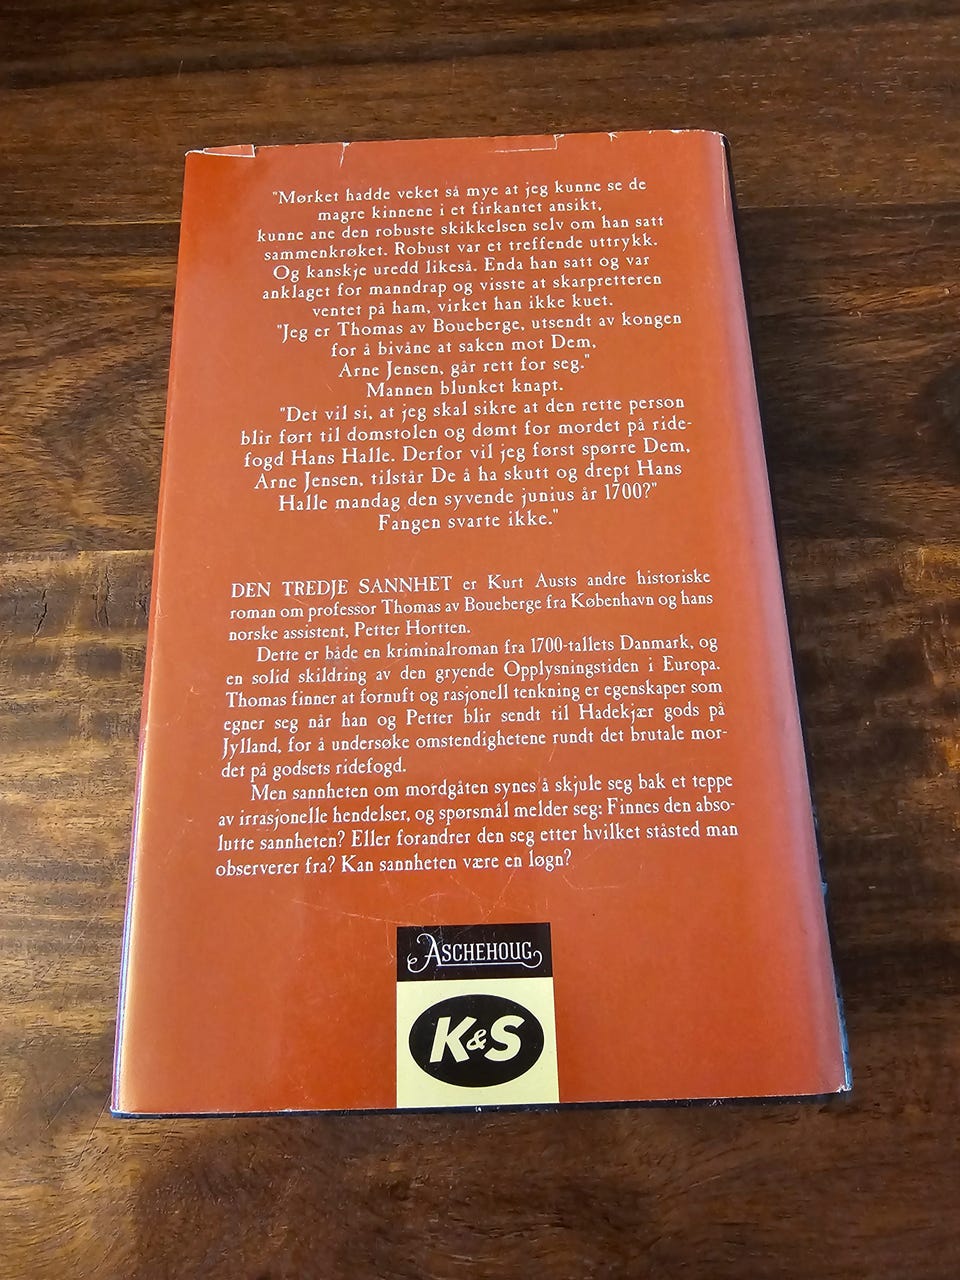 "Mørket hadde veket så mye at jeg kunne se de
magre kinnene i et firkantet ansikt,
kunne ane den robuste skikkelsen selv om han satt
sammenkrøket. Robust var et treffende uttrykk.
Og kanskje uredd likeså. Enda han satt og var
anklaget for manndrap og visste at skarpretteren
ventet på ham, virket han ikke kuet.
"Jeg er Thomas av Boueberge, utsendt av kongen
for å bivåne at saken mot Dem,
Arne Jensen, går rett for seg."
Mannen blunket knapt.
"Det vil si, at jeg skal sikre at den rette person
blir ført til domstolen og dømt for mordet på ride-
fogd Hans Halle. Derfor vil jeg først spørre Dem,
Arne Jensen, tilstår De å ha skutt og drept Hans
Halle mandag den syvende junius år 1700?"
Fangen svarte ikke."
DEN TREDJE SANNHET er Kurt Austs andre historiske
roman om professor Thomas av Boueberge fra København og hans
norske assistent, Petter Hortten.
Dette er både en kriminalroman fra 1700-tallets Danmark, og
en solid skildring av den gryende Opplysningstiden i Europa.
Thomas finner at fornuft og rasjonell tenkning er egenskaper som
egner seg når han og Petter blir sendt til Hadekjær gods på
Jylland, for å undersøke omstendighetene rundt det brutale mor-
det på godsets ridefogd.
Men sannheten om mordgåten synes å skjule seg bak et teppe
av irrasjonelle hendelser, og spørsmål melder seg: Finnes den abso-
lutte sannheten? Eller forandrer den seg etter hvilket ståsted man
observerer fra? Kan sannheten være en løgn?
ASCHEHOUG
K&S